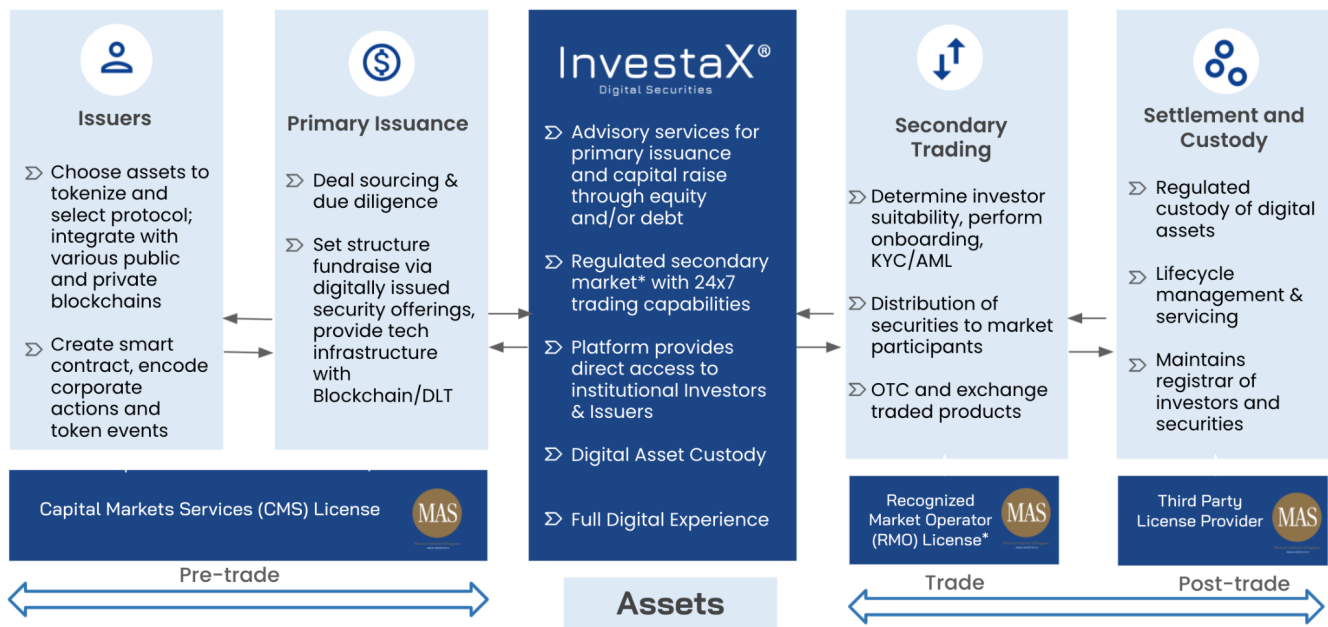 Issuers
Choose assets to
tokenize and
select protocol;
integrate with
various public
and private
blockchains
Create smart
contract, encode
corporate
actions and
token events
Primary Issuance
Deal sourcing &
due diligence
Set structure
fundraise via
digitally issued
security offerings,
provide tech
infrastructure
with
Blockchain/DLT
InvestaX®
Digital Securities
Advisory services for
primary issuance
and capital raise
through equity
and/or debt
Regulated secondary
market* with 24x7
trading capabilities
Platform provides
direct access to
institutional Investors
& Issuers
Digital Asset Custody
Full Digital Experience
Secondary
Trading
Determine investor
suitability, perform
onboarding,
KYC/AML
Distribution of
securities to market
participants
OTC and exchange
traded products
Settlement and
Custody
Regulated
custody of digital
assets
Lifecycle
management &
servicing
Maintains
registrar of
investors and
securities
Capital Markets Services (CMS) License
MAS
Recognized
Market Operator
(RMO) License*
MAS
Third Party
License Provider
MAS
Pre-trade
Assets
Trade
Post-trade